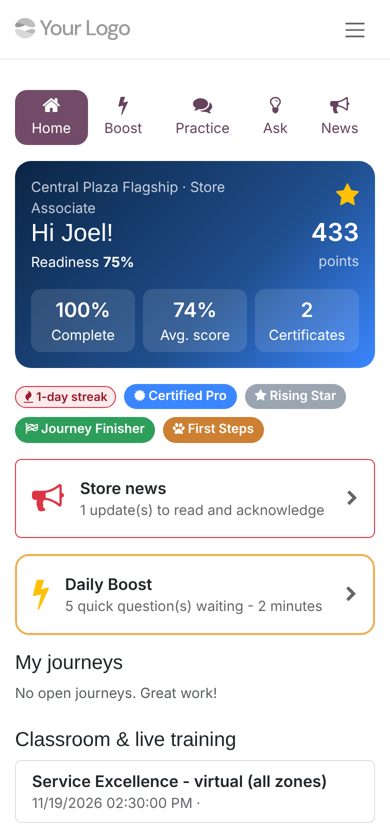 Your Logo
Home Boost Practice Ask News
Central Plaza Flagship · Store
Associate
Hi Joel!
433
Readiness 75%
points
100% 74% 2
Complete Avg. score Certificates
1-day streak Certified Pro Rising Star
Journey Finisher First Steps
Store news
1 update(s) to read and acknowledge
Daily Boost
5 quick question(s) waiting - 2 minutes
My journeys
No open journeys. Great work!
Classroom & live training
Service Excellence - virtual (all zones)
11/19/2026 02:30:00 PM ·